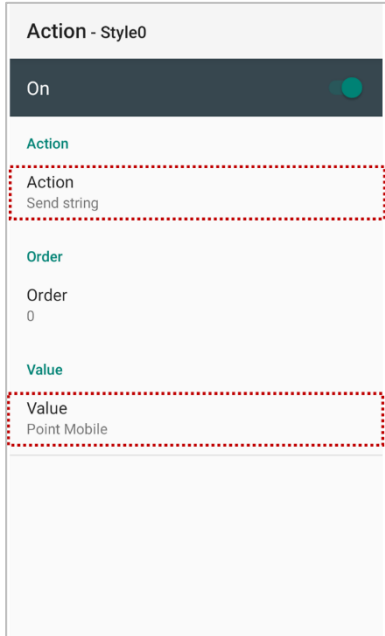 Action - Style0
On
Action
Action
Send string
Order
Order
0
Value
Value
Point Mobile